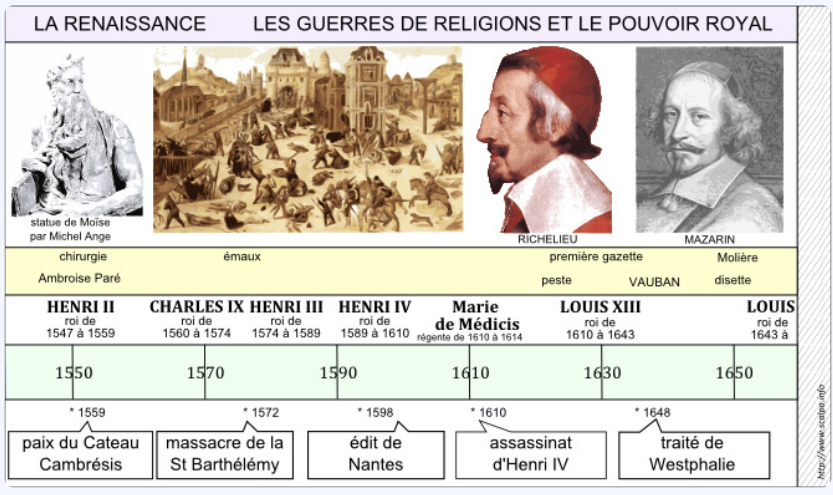 LA RENAISSANCE LES GUERRES DE RELIGIONS ET LE POUVOIR ROYAL
statue de Moïse
par Michel Ange
RICHELIEU
MAZARIN
chirurgie
Ambroise Paré
émaux
première gazette
peste
VAUBAN
Molière
disette
HENRI II
roi de
1547 à 1559
CHARLES IX
roi de
1560 à 1574
HENRI III
roi de
1574 à 1589
HENRI IV
roi de
1589 à 1610
Marie
de Médicis
régente de 1610 à 1614
LOUIS XIII
roi de
1610 à 1643
LOUIS
roi de
1643 à
1550 1570 1590 1610 1630 1650
* 1559
paix du Cateau
Cambrésis
* 1572
massacre de la
St Barthélémy
* 1598
édit de
Nantes
* 1610
assassinat
d'Henri IV
* 1648
traité de
Westphalie
http://www.scalpa.info